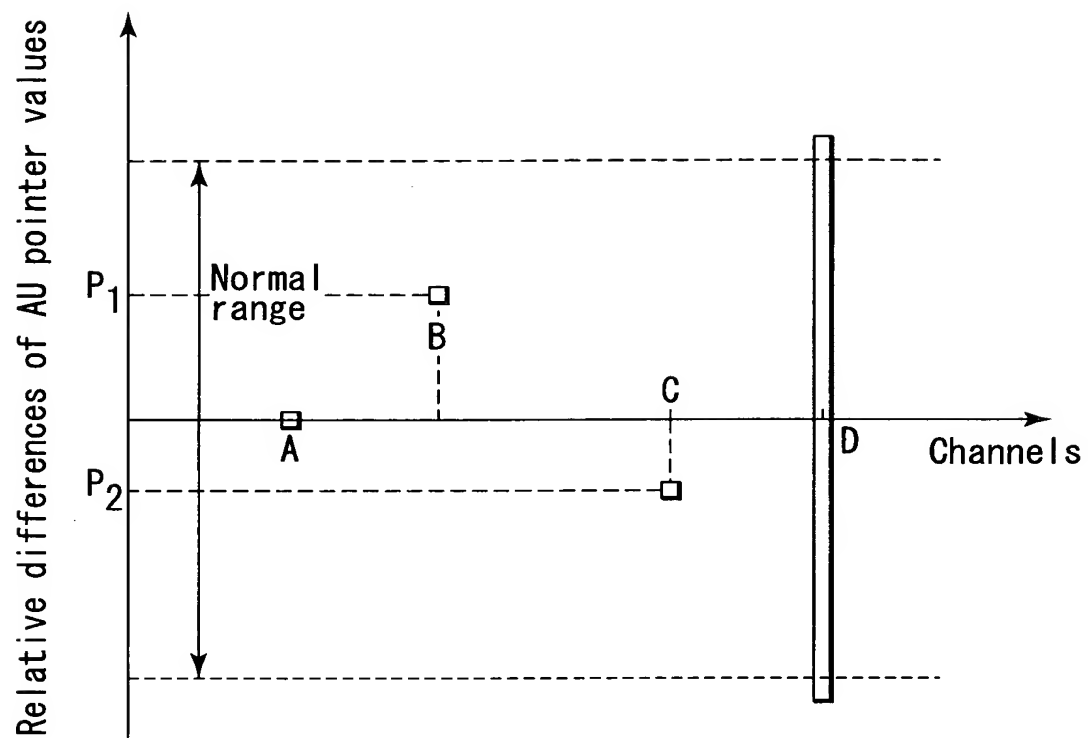 Relative differences of AU pointer values
P1
Normal
range
B
C
A
D
Channels
P2